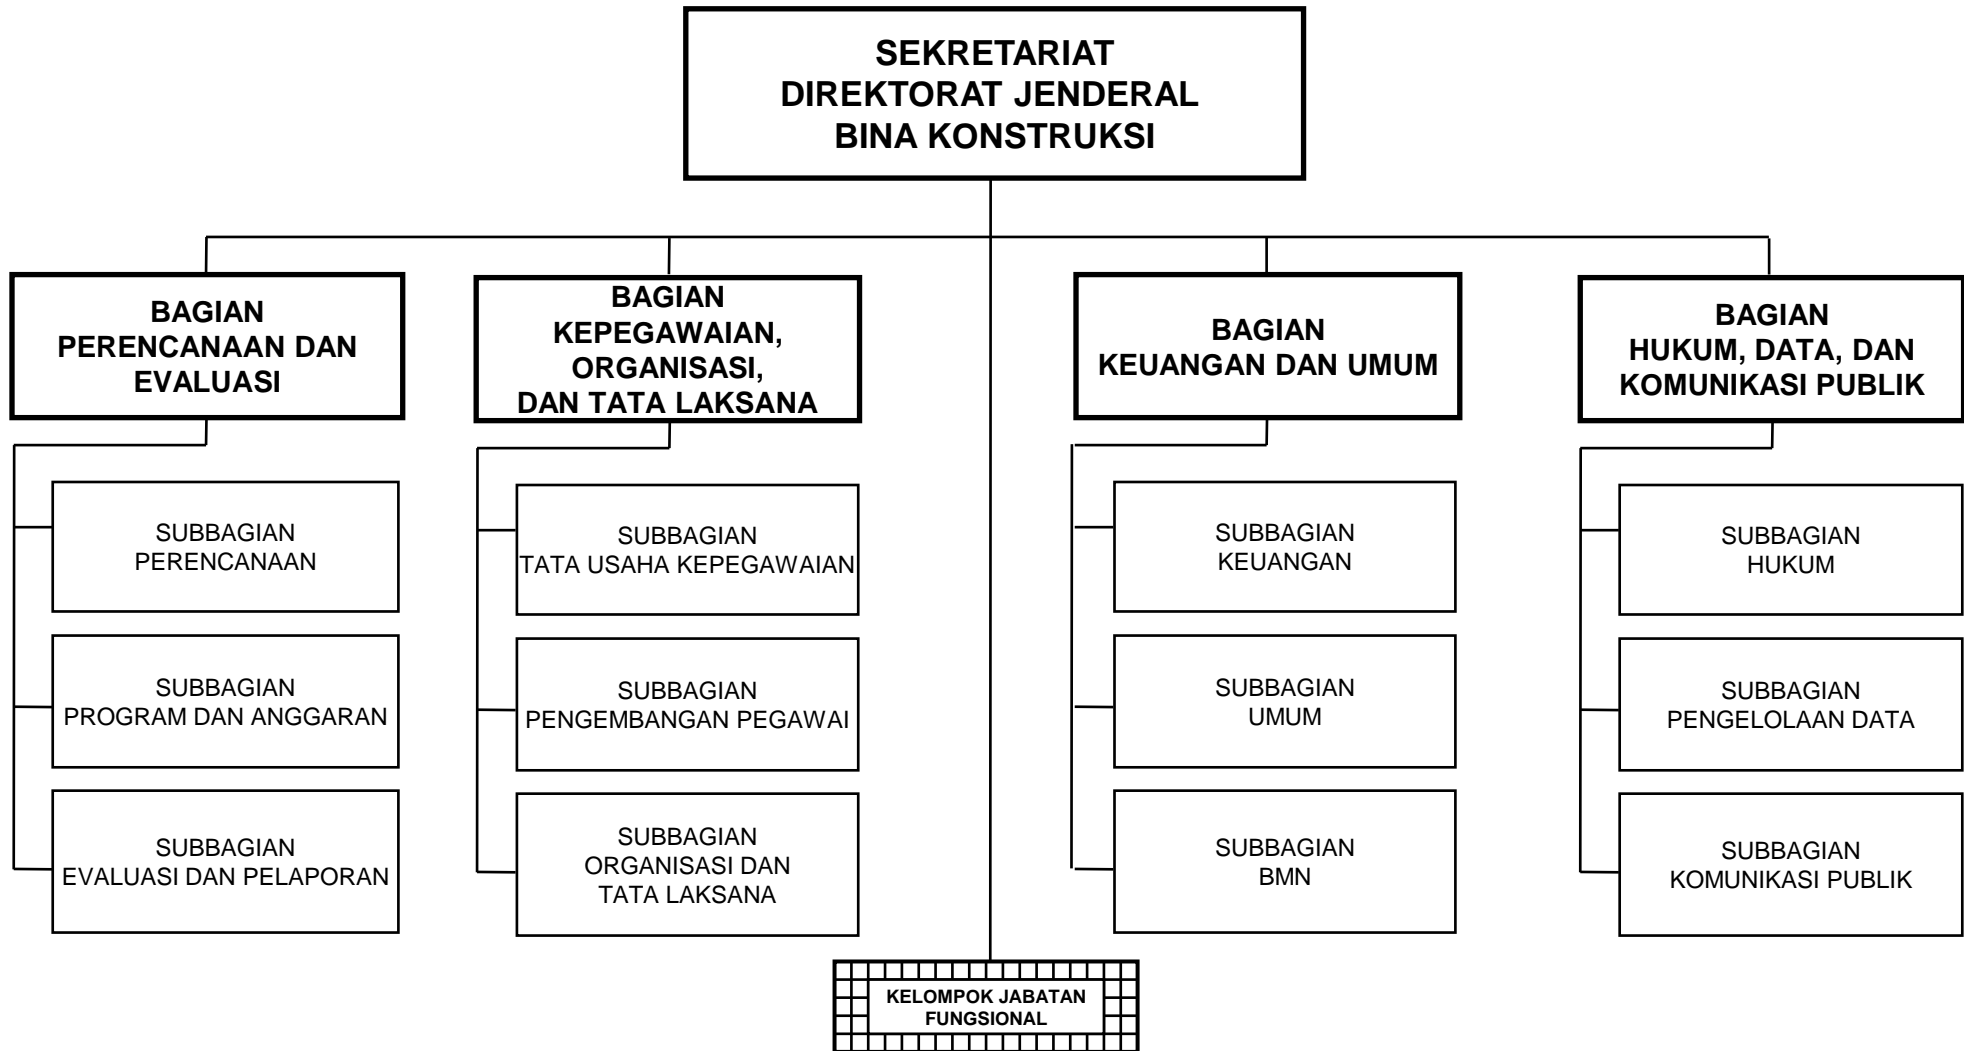 SEKRETARIAT
DIREKTORAT JENDERAL
BINA KONSTRUKSI
BAGIAN
PERENCANAAN DAN
EVALUASI
BAGIAN
KEPEGAWAIAN,
ORGANISASI,
DAN TATA LAKSANA
BAGIAN
KEUANGAN DAN UMUM
BAGIAN
HUKUM, DATA, DAN
KOMUNIKASI PUBLIK
SUBBAGIAN
PERENCANAAN
SUBBAGIAN
TATA USAHA KEPEGAWAIAN
SUBBAGIAN
KEUANGAN
SUBBAGIAN
HUKUM
SUBBAGIAN
PROGRAM DAN ANGGARAN
SUBBAGIAN
PENGEMBANGAN PEGAWAI
SUBBAGIAN
UMUM
SUBBAGIAN
PENGELOLAAN DATA
SUBBAGIAN
EVALUASI DAN PELAPORAN
SUBBAGIAN
ORGANISASI DAN
TATA LAKSANA
SUBBAGIAN
BMN
SUBBAGIAN
KOMUNIKASI PUBLIK
KELOMPOK JABATAN
FUNGSIONAL